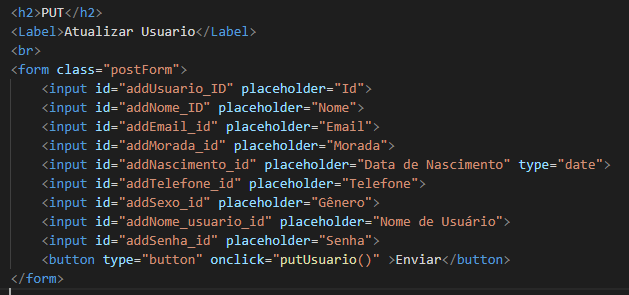 <h2>PUT</h2>
<Label>Atualizar Usuario</Label>
<br>
<form class="postForm">
    <input id="addUsuario_ID" placeholder="Id">
    <input id="addNome_ID" placeholder="Nome">
    <input id="addEmail_id" placeholder="Email">
    <input id="addMorada_id" placeholder="Morada">
    <input id="addNascimento_id" placeholder="Data de Nascimento" type="date">
    <input id="addTelefone_id" placeholder="Telefone">
    <input id="addSexo_id" placeholder="Gênero">
    <input id="addNome_usuario_id" placeholder="Nome de Usuário">
    <input id="addSenha_id" placeholder="Senha">
    <button type="button" onclick="putUsuario()" >Enviar</button>
</form>